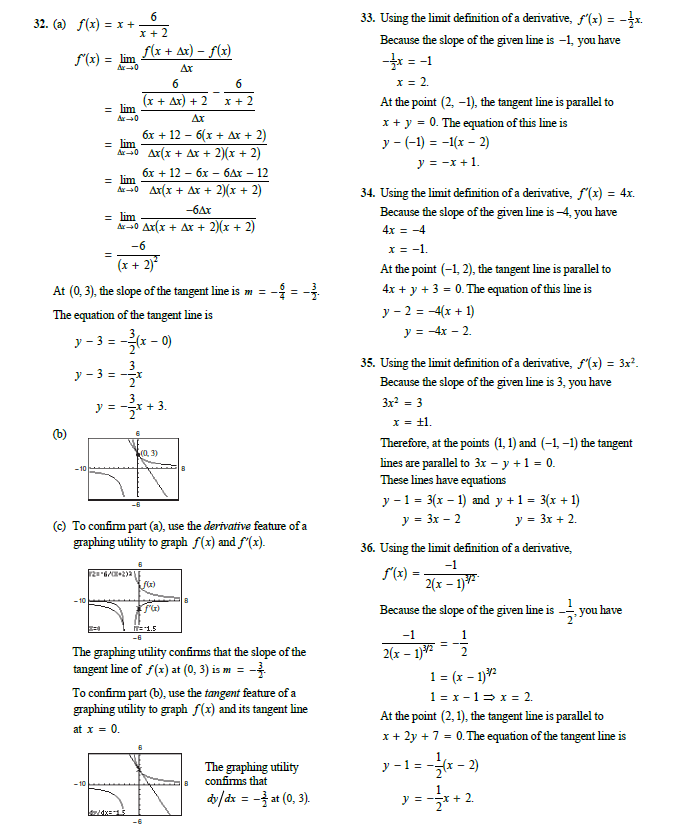 32. (a) f(x) = x + 6/(x + 2)
f′(x) = lim Δx→0 (f(x + Δx) − f(x))/Δx
= lim Δx→0 (6/((x + Δx) + 2) − 6/(x + 2))/Δx
= lim Δx→0 (6x + 12 − 6(x + Δx + 2))/(Δx(x + Δx + 2)(x + 2))
= lim Δx→0 (6x + 12 − 6x − 6Δx − 12)/(Δx(x + Δx + 2)(x + 2))
= lim Δx→0 (−6Δx)/(Δx(x + Δx + 2)(x + 2))
= −6/(x + 2)²
At (0, 3), the slope of the tangent line is m = −6/4 = −3/2.
The equation of the tangent line is
y − 3 = −3/2(x − 0)
y − 3 = −3/2x
y = −3/2x + 3.
(b)
6
(0, 3)
−10
8
−6
(c) To confirm part (a), use the derivative feature of a
graphing utility to graph f(x) and f′(x).
6
Y2=-6/(X+2)²
f(x)
−10
8
f′(x)
X=0 Y=-1.5
−6
The graphing utility confirms that the slope of the
tangent line of f(x) at (0, 3) is m = −3/2.
To confirm part (b), use the tangent feature of a
graphing utility to graph f(x) and its tangent line
at x = 0.
6
−10
8
dy/dx=-1.5
−6
The graphing utility
confirms that
dy/dx = −3/2 at (0, 3).
33. Using the limit definition of a derivative, f′(x) = −1/2x.
Because the slope of the given line is −1, you have
−1/2x = −1
x = 2.
At the point (2, −1), the tangent line is parallel to
x + y = 0. The equation of this line is
y − (−1) = −1(x − 2)
y = −x + 1.
34. Using the limit definition of a derivative, f′(x) = 4x.
Because the slope of the given line is −4, you have
4x = −4
x = −1.
At the point (−1, 2), the tangent line is parallel to
4x + y + 3 = 0. The equation of this line is
y − 2 = −4(x + 1)
y = −4x − 2.
35. Using the limit definition of a derivative, f′(x) = 3x².
Because the slope of the given line is 3, you have
3x² = 3
x = ±1.
Therefore, at the points (1, 1) and (−1, −1) the tangent
lines are parallel to 3x − y + 1 = 0.
These lines have equations
y − 1 = 3(x − 1) and y + 1 = 3(x + 1)
y = 3x − 2 y = 3x + 2.
36. Using the limit definition of a derivative,
f′(x) = −1/(2(x − 1)^3/2).
Because the slope of the given line is −1/2, you have
−1/(2(x − 1)^3/2) = −1/2
1 = (x − 1)^3/2
1 = x − 1 ⇒ x = 2.
At the point (2, 1), the tangent line is parallel to
x + 2y + 7 = 0. The equation of the tangent line is
y − 1 = −1/2(x − 2)
y = −1/2x + 2.